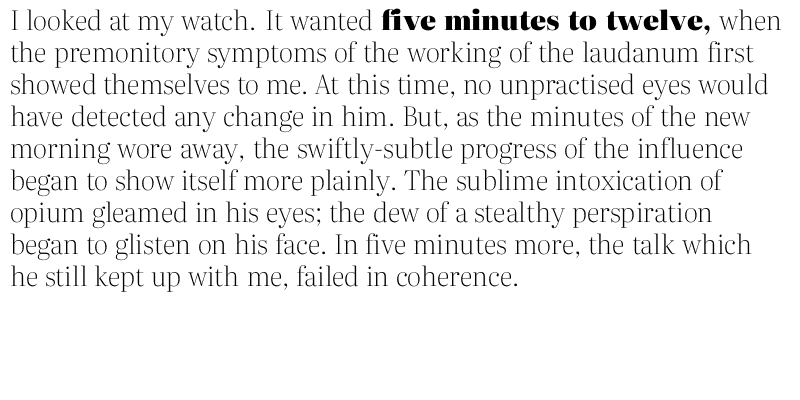 I looked at my watch. It wanted five minutes to twelve, when
the premonitory symptoms of the working of the laudanum first
showed themselves to me. At this time, no unpractised eyes would
have detected any change in him. But, as the minutes of the new
morning wore away, the swiftly-subtle progress of the influence
began to show itself more plainly. The sublime intoxication of
opium gleamed in his eyes; the dew of a stealthy perspiration
began to glisten on his face. In five minutes more, the talk which
he still kept up with me, failed in coherence.